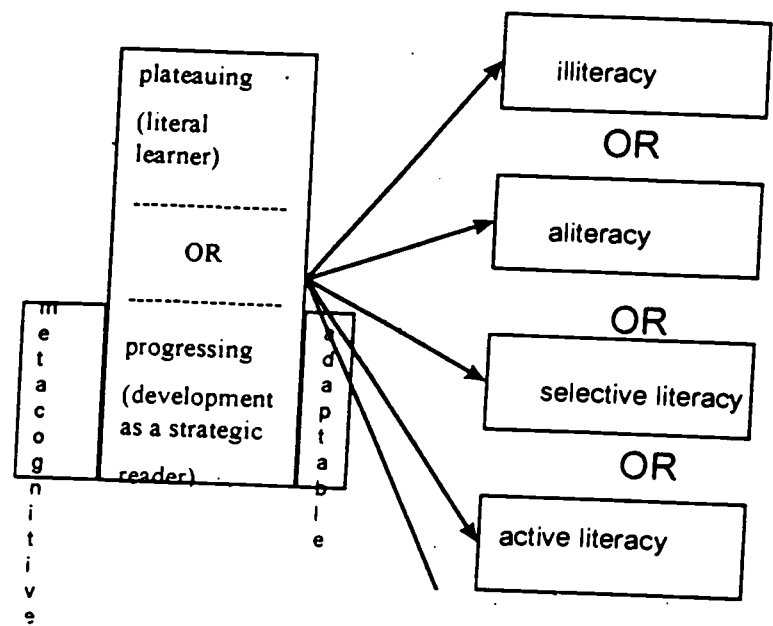 plateauing
(literal
learner)
OR
progressing
(development
as a strategic
reader)
metacognitive
adaptable
illiteracy
OR
aliteracy
OR
selective literacy
OR
active literacy